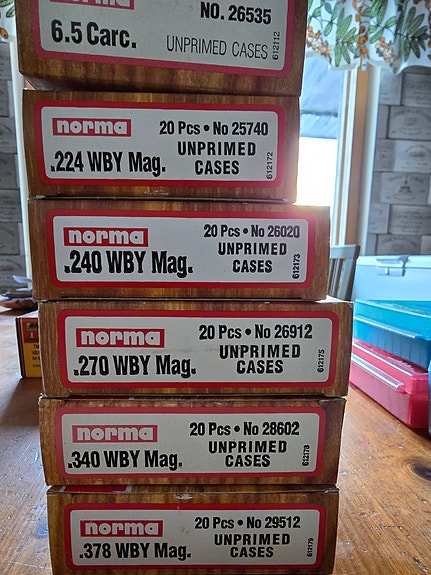 norma
NO. 26535
6.5 Carc.
UNPRIMED CASES
612112
norma
20 Pcs • No 25740
.224 WBY Mag.
UNPRIMED
CASES
612172
norma
20 Pcs • No 26020
.240 WBY Mag.
UNPRIMED
CASES
612173
norma
20 Pcs • No 26912
.270 WBY Mag.
UNPRIMED
CASES
612175
norma
20 Pcs • No 28602
.340 WBY Mag.
UNPRIMED
CASES
612178
norma
20 Pcs • No 29512
.378 WBY Mag.
UNPRIMED
CASES
612179